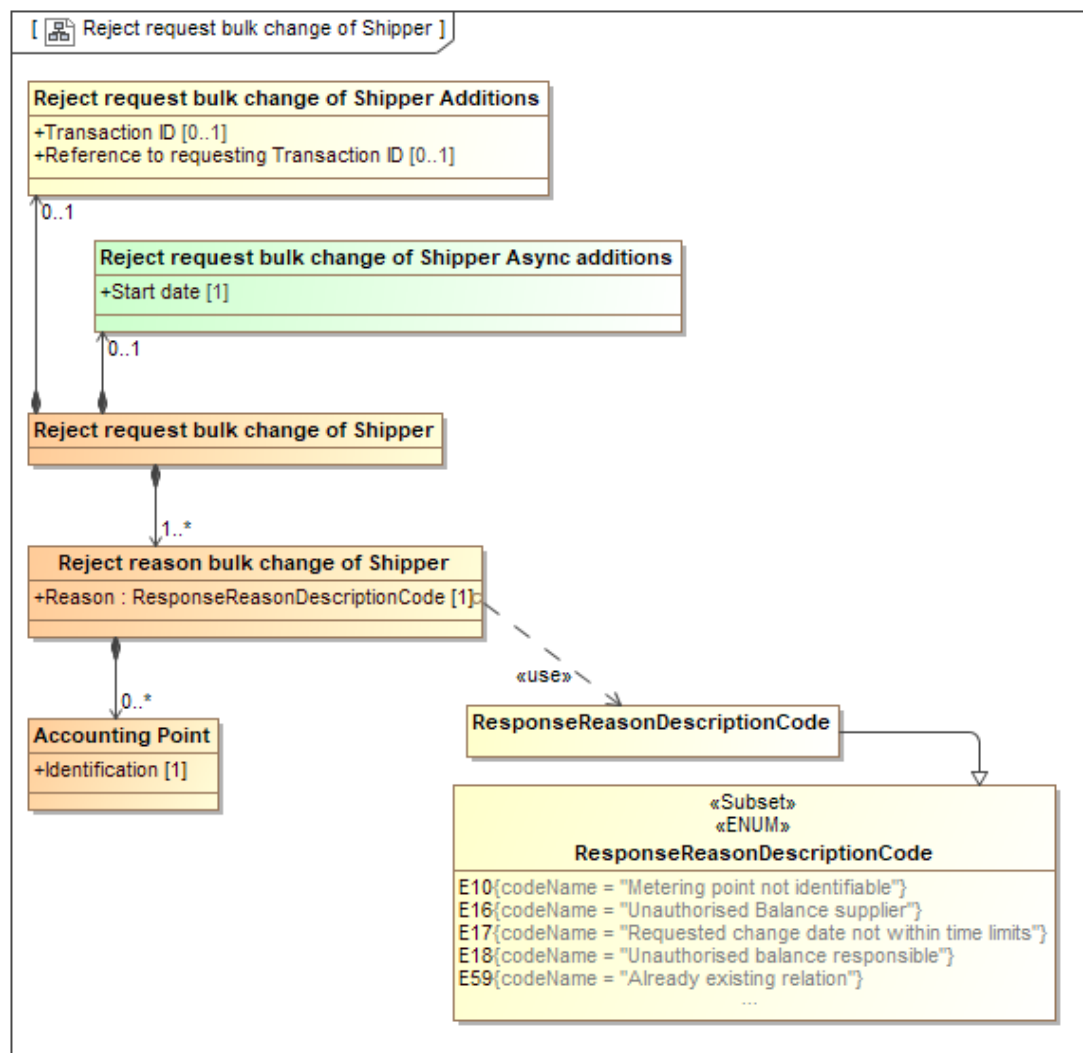 [ Reject request bulk change of Shipper ]
Reject request bulk change of Shipper Additions
+Transaction ID [0..1]
+Reference to requesting Transaction ID [0..1]
0..1
Reject request bulk change of Shipper Async additions
+Start date [1]
0..1
Reject request bulk change of Shipper
1..*
Reject reason bulk change of Shipper
+Reason : ResponseReasonDescriptionCode [1]
«use»
0..*
Accounting Point
+Identification [1]
ResponseReasonDescriptionCode
«Subset»
«ENUM»
ResponseReasonDescriptionCode
E10{codeName = "Metering point not identifiable"}
E16{codeName = "Unauthorised Balance supplier"}
E17{codeName = "Requested change date not within time limits"}
E18{codeName = "Unauthorised balance responsible"}
E59{codeName = "Already existing relation"}
...